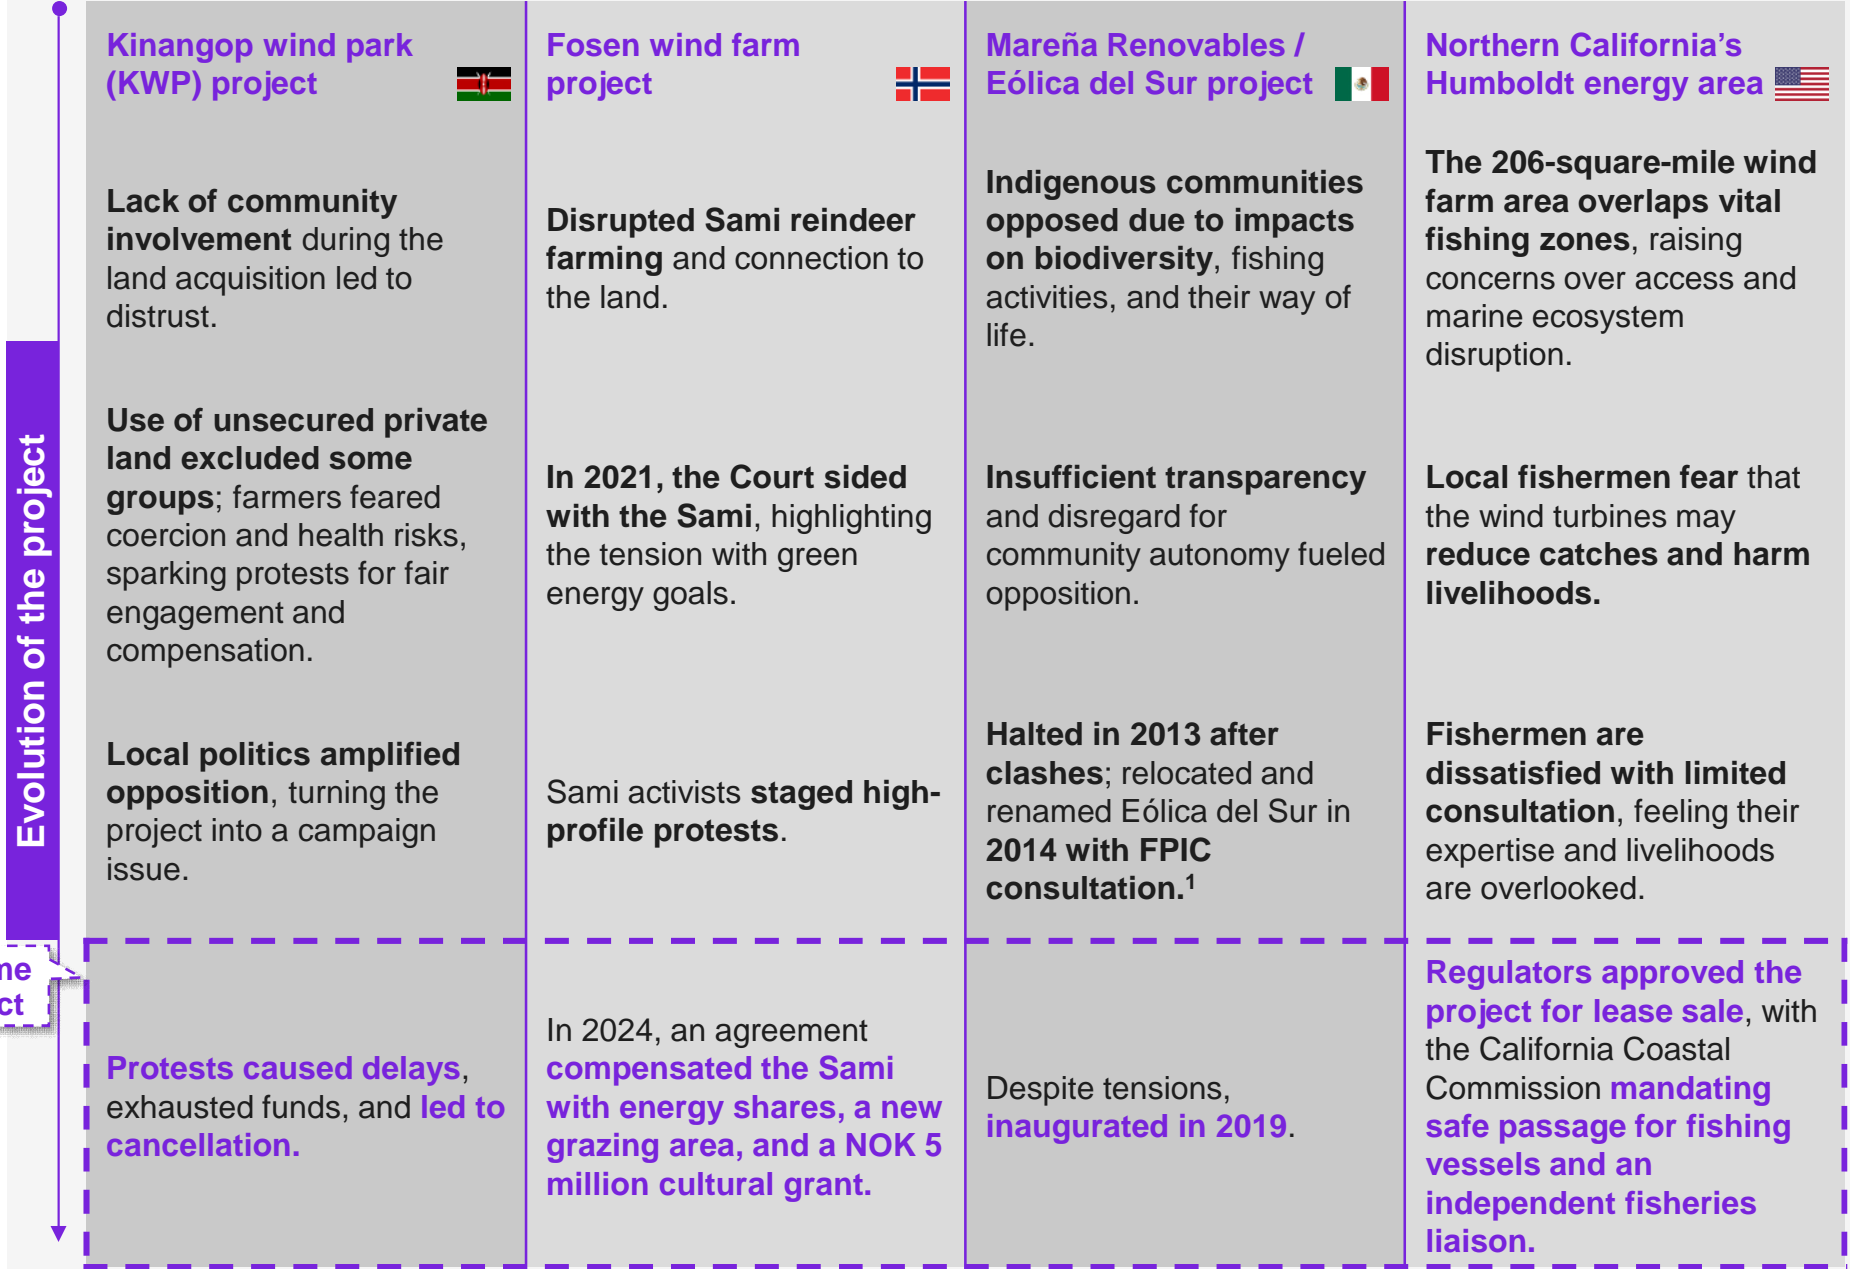 Evolution of the project
Kinangop wind park
(KWP) project
Lack of community
involvement during the
land acquisition led to
distrust.
Use of unsecured private
land excluded some
groups; farmers feared
coercion and health risks,
sparking protests for fair
engagement and
compensation.
Local politics amplified
opposition, turning the
project into a campaign
issue.
Protests caused delays,
exhausted funds, and led to
cancellation.
Fosen wind farm
project
Disrupted Sami reindeer
farming and connection to
the land.
In 2021, the Court sided
with the Sami, highlighting
the tension with green
energy goals.
Sami activists staged high-
profile protests.
In 2024, an agreement
compensated the Sami
with energy shares, a new
grazing area, and a NOK 5
million cultural grant.
Mareña Renovables /
Eólica del Sur project
Indigenous communities
opposed due to impacts
on biodiversity, fishing
activities, and their way of
life.
Insufficient transparency
and disregard for
community autonomy fueled
opposition.
Halted in 2013 after
clashes; relocated and
renamed Eólica del Sur in
2014 with FPIC
consultation.¹
Despite tensions,
inaugurated in 2019.
Northern California’s
Humboldt energy area
The 206-square-mile wind
farm area overlaps vital
fishing zones, raising
concerns over access and
marine ecosystem
disruption.
Local fishermen fear that
the wind turbines may
reduce catches and harm
livelihoods.
Fishermen are
dissatisfied with limited
consultation, feeling their
expertise and livelihoods
are overlooked.
Regulators approved the
project for lease sale, with
the California Coastal
Commission mandating
safe passage for fishing
vessels and an
independent fisheries
liaison.